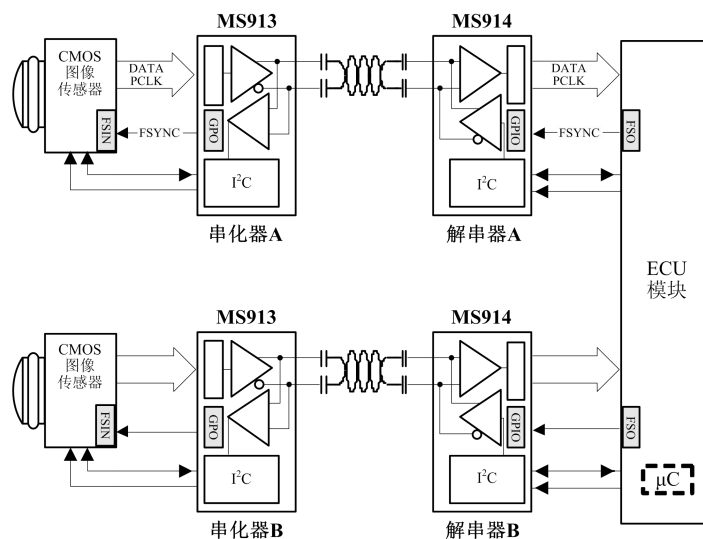 MS913
MS914
CMOS
图像
传感器
DATA
PCLK
DATA
PCLK
FSIN
FSYNC
GPO
GPIO
FSYNC
FSO
I²C
I²C
串化器A
解串器A
ECU
模块
MS913
MS914
CMOS
图像
传感器
FSIN
GPO
GPIO
FSO
I²C
I²C
μC
串化器B
解串器B